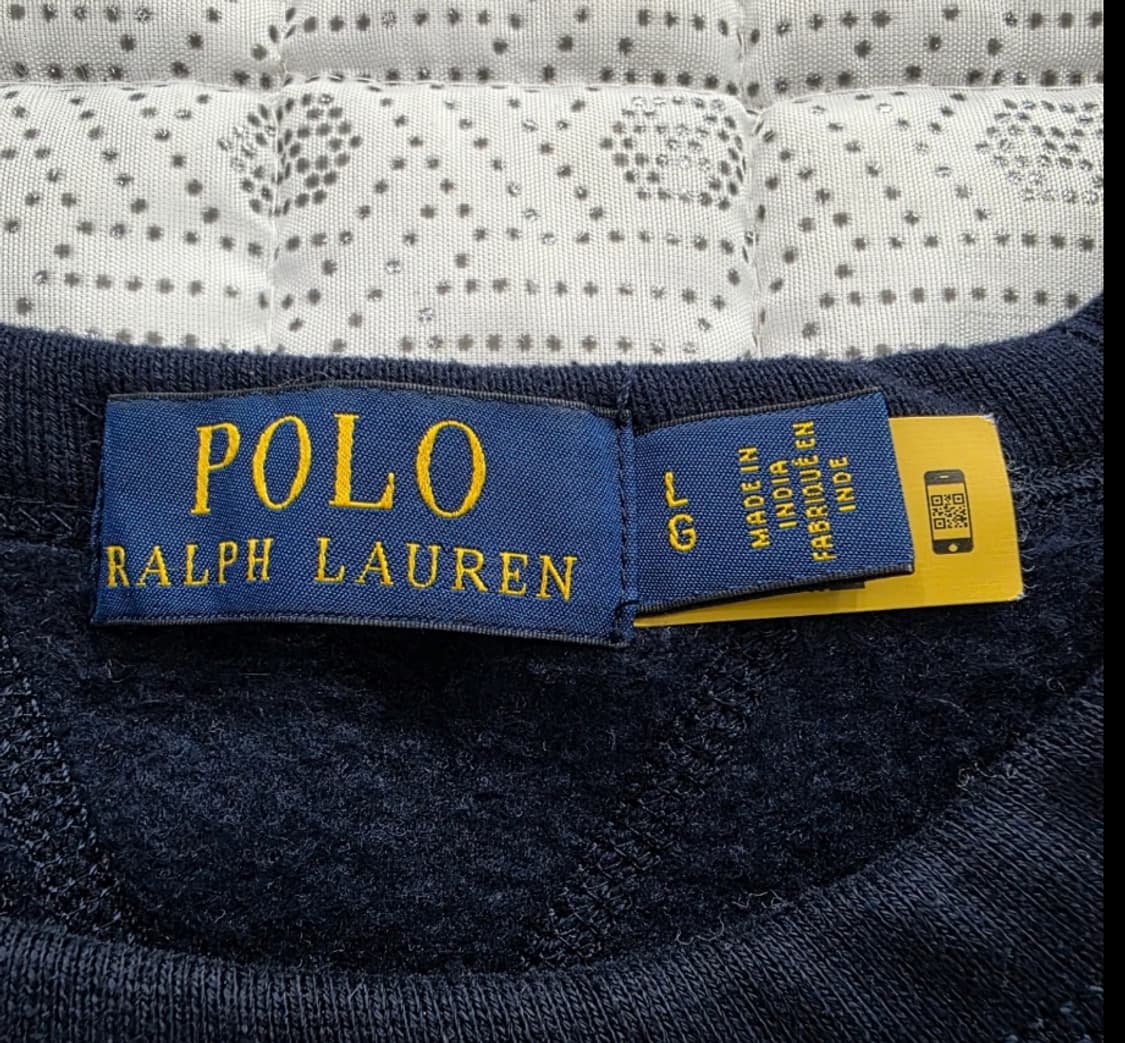 POLO
RALPH LAUREN
L
G
MADE IN
INDIA
FABRIQUÉ EN
INDE